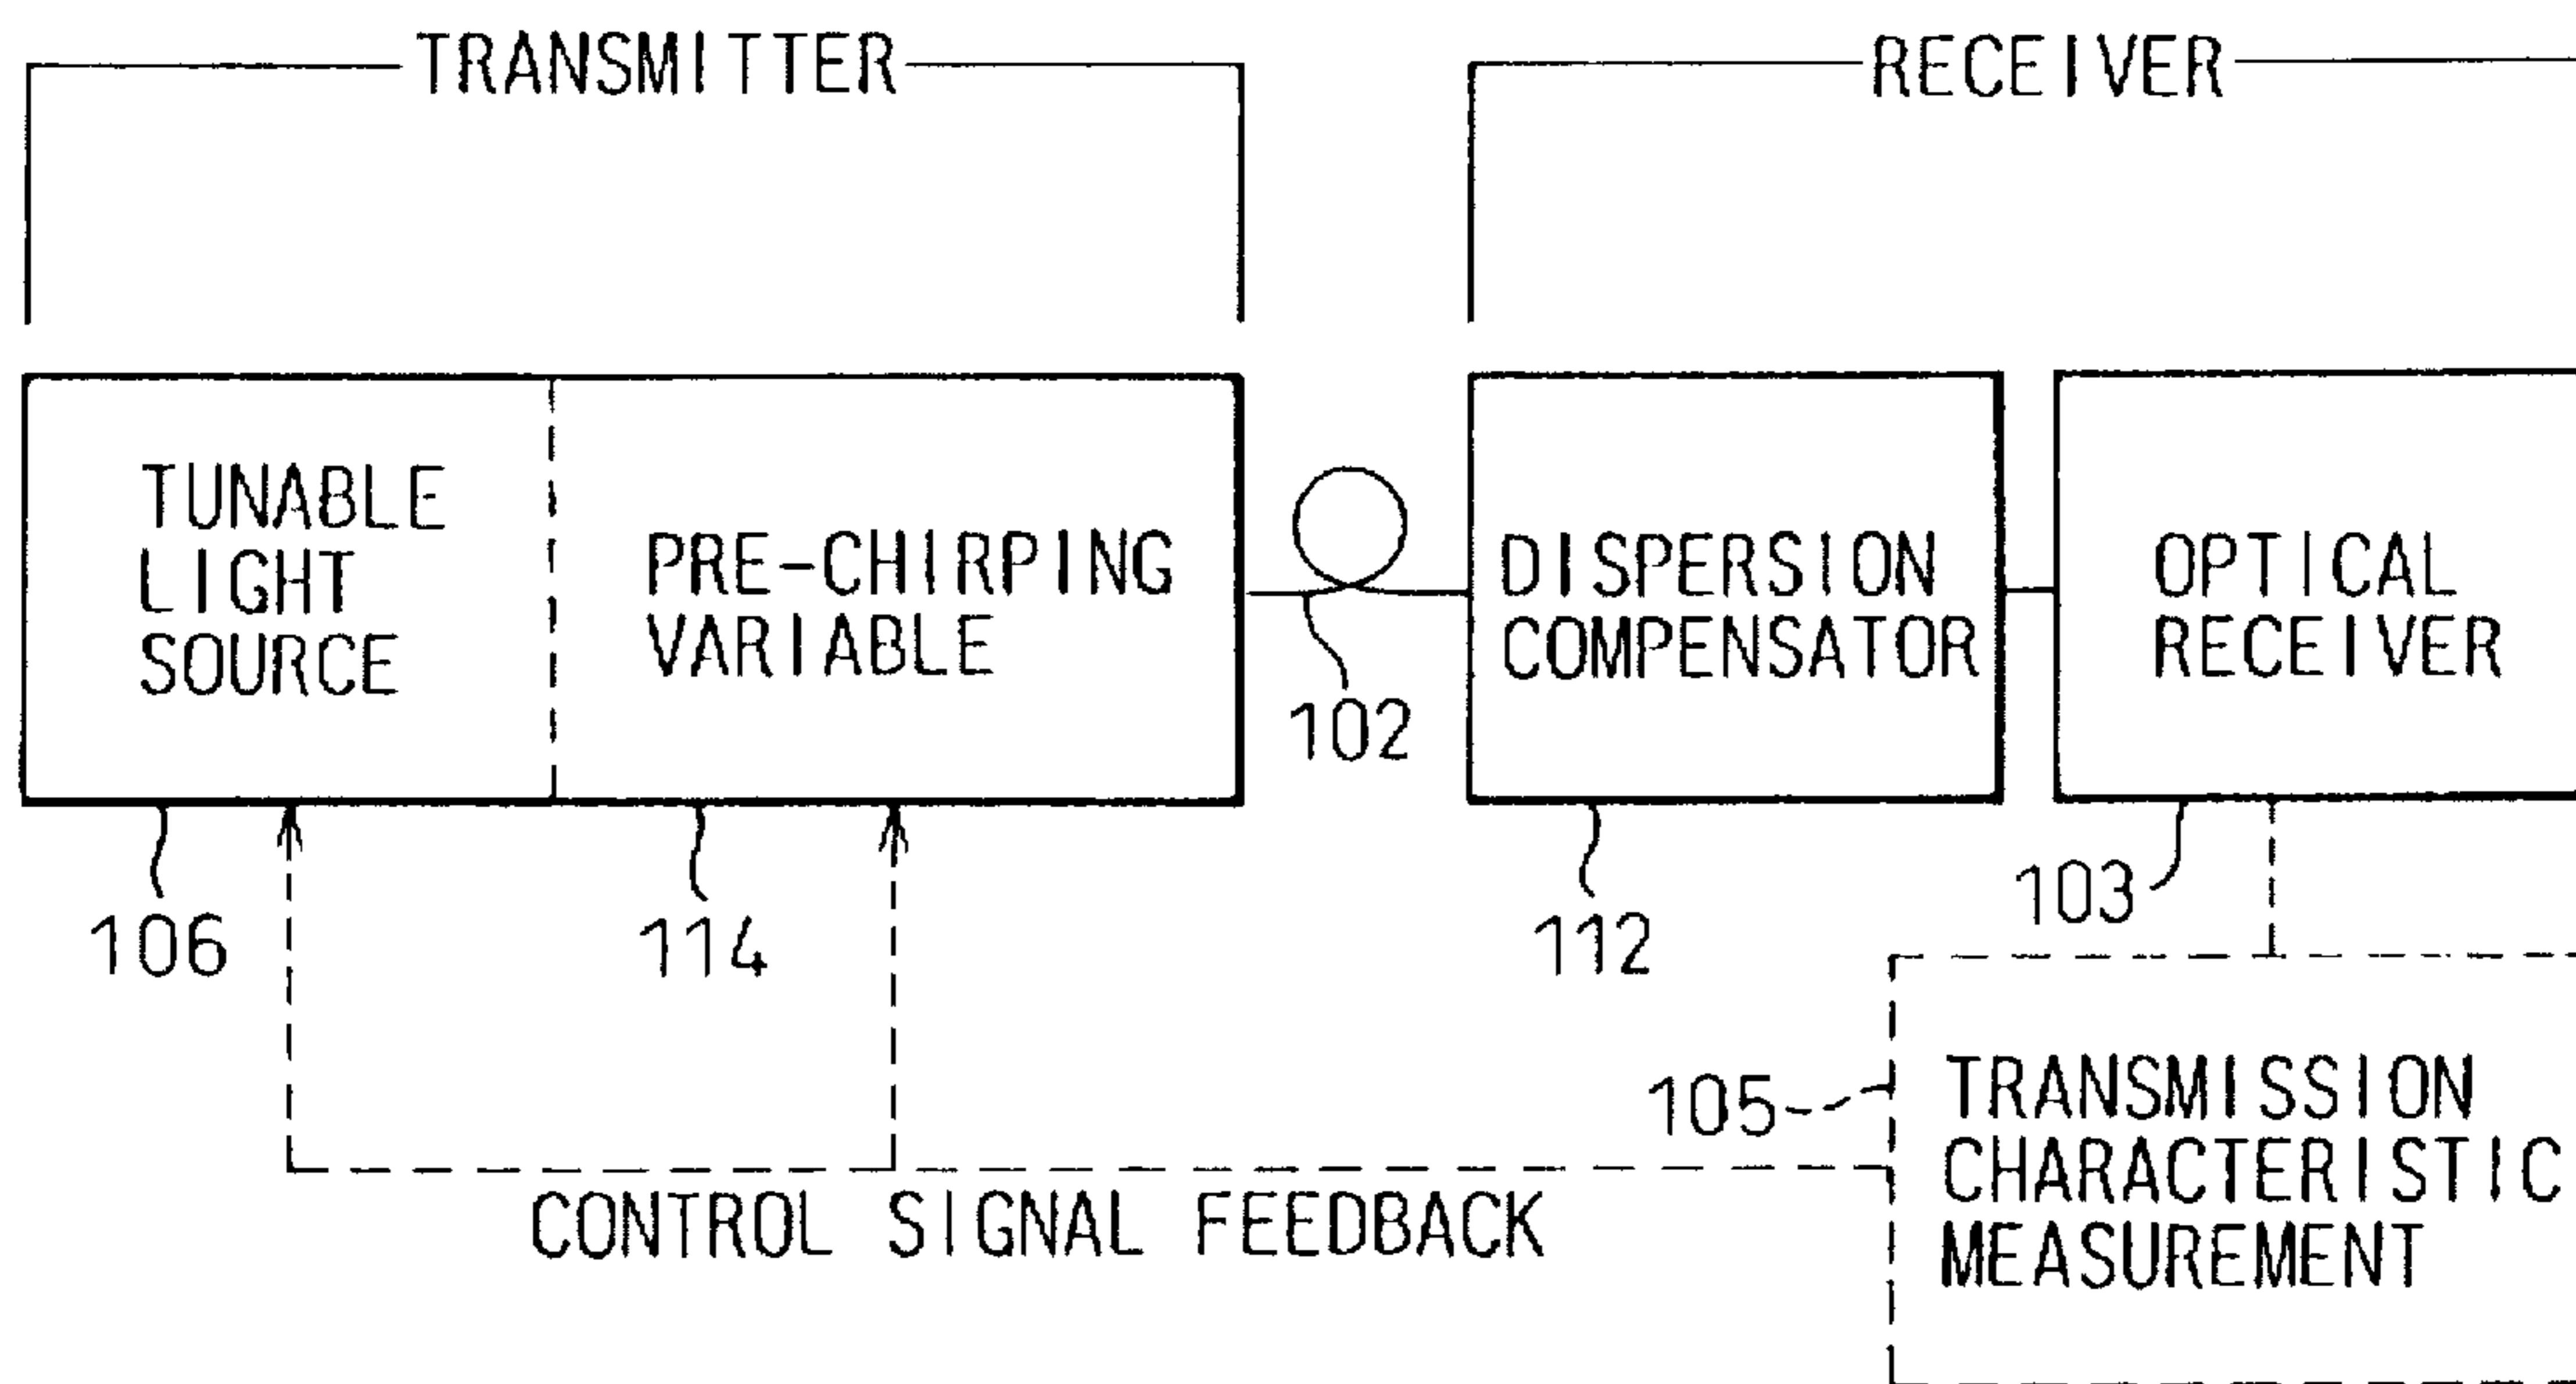 TRANSMITTER
RECEIVER
TUNABLE
LIGHT
SOURCE
PRE-CHIRPING
VARIABLE
DISPERSION
COMPENSATOR
OPTICAL
RECEIVER
102
106
114
112
103
105
TRANSMISSION
CHARACTERISTIC
MEASUREMENT
CONTROL SIGNAL FEEDBACK